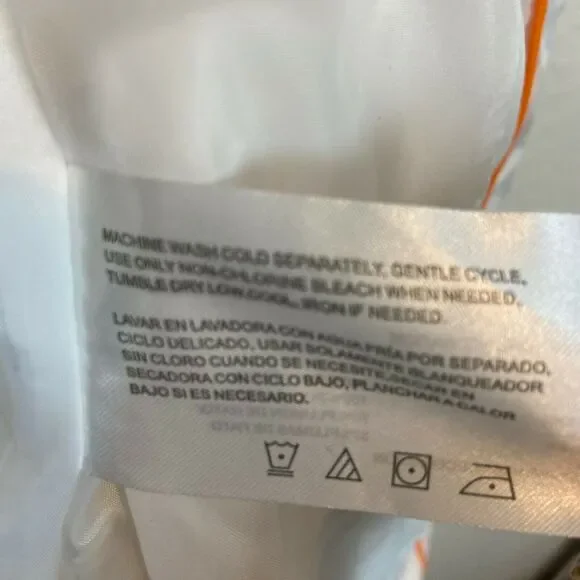 MACHINE WASH COLD SEPARATELY, GENTLE CYCLE,
USE ONLY NON-CHLORINE BLEACH WHEN NEEDED,
TUMBLE DRY LOW. COOL, IRON IF NEEDED
LAVAR EN LAVADORA CON AGUA FRÍA POR SEPARADO,
CICLO DELICADO, USAR SOLAMENTE BLANQUEADOR
SIN CLORO CUANDO SE NECESITE, SECAR EN
SECADORA CON CICLO BAJO, PLANCHAR A CALOR
BAJO SI ES NECESARIO.